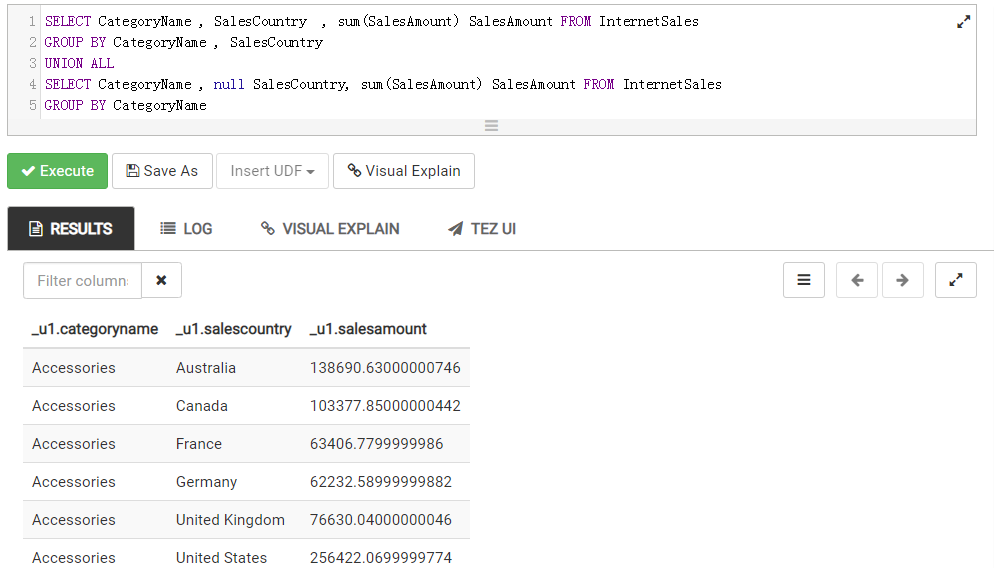 1 SELECT CategoryName , SalesCountry , sum(SalesAmount) SalesAmount FROM InternetSales
2 GROUP BY CategoryName , SalesCountry
3 UNION ALL
4 SELECT CategoryName , null SalesCountry, sum(SalesAmount) SalesAmount FROM InternetSales
5 GROUP BY CategoryName
Execute Save As Insert UDF Visual Explain
RESULTS LOG VISUAL EXPLAIN TEZ UI
Filter column
_u1.categoryname _u1.salescountry _u1.salesamount
Accessories Australia 138690.63000000746
Accessories Canada 103377.85000000442
Accessories France 63406.7799999986
Accessories Germany 62232.58999999882
Accessories United Kingdom 76630.04000000046
Accessories United States 256422.0699999774